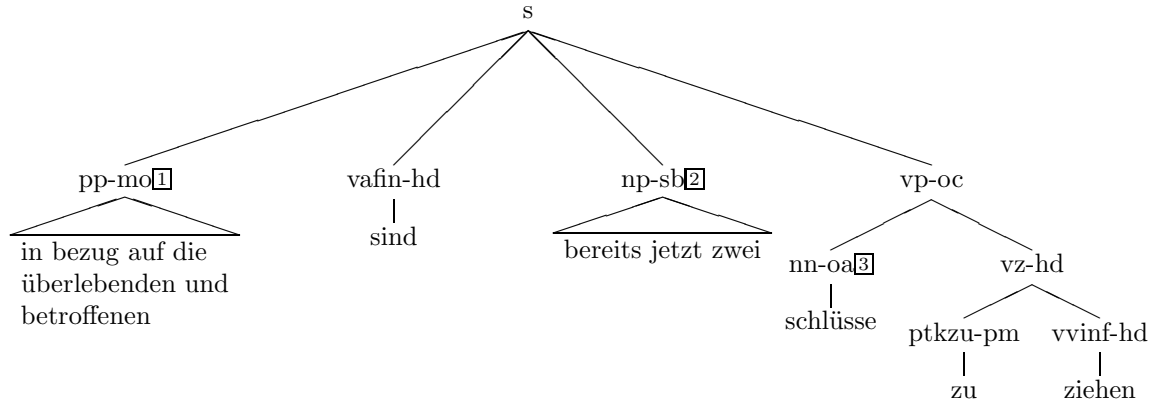 s
pp-mo1 vafin-hd np-sb2 vp-oc
sind
in bezug auf die
überlebenden und
betroffenen
bereits jetzt zwei
nn-oa3 vz-hd
schlüsse
ptkzu-pm vvinf-hd
zu ziehen